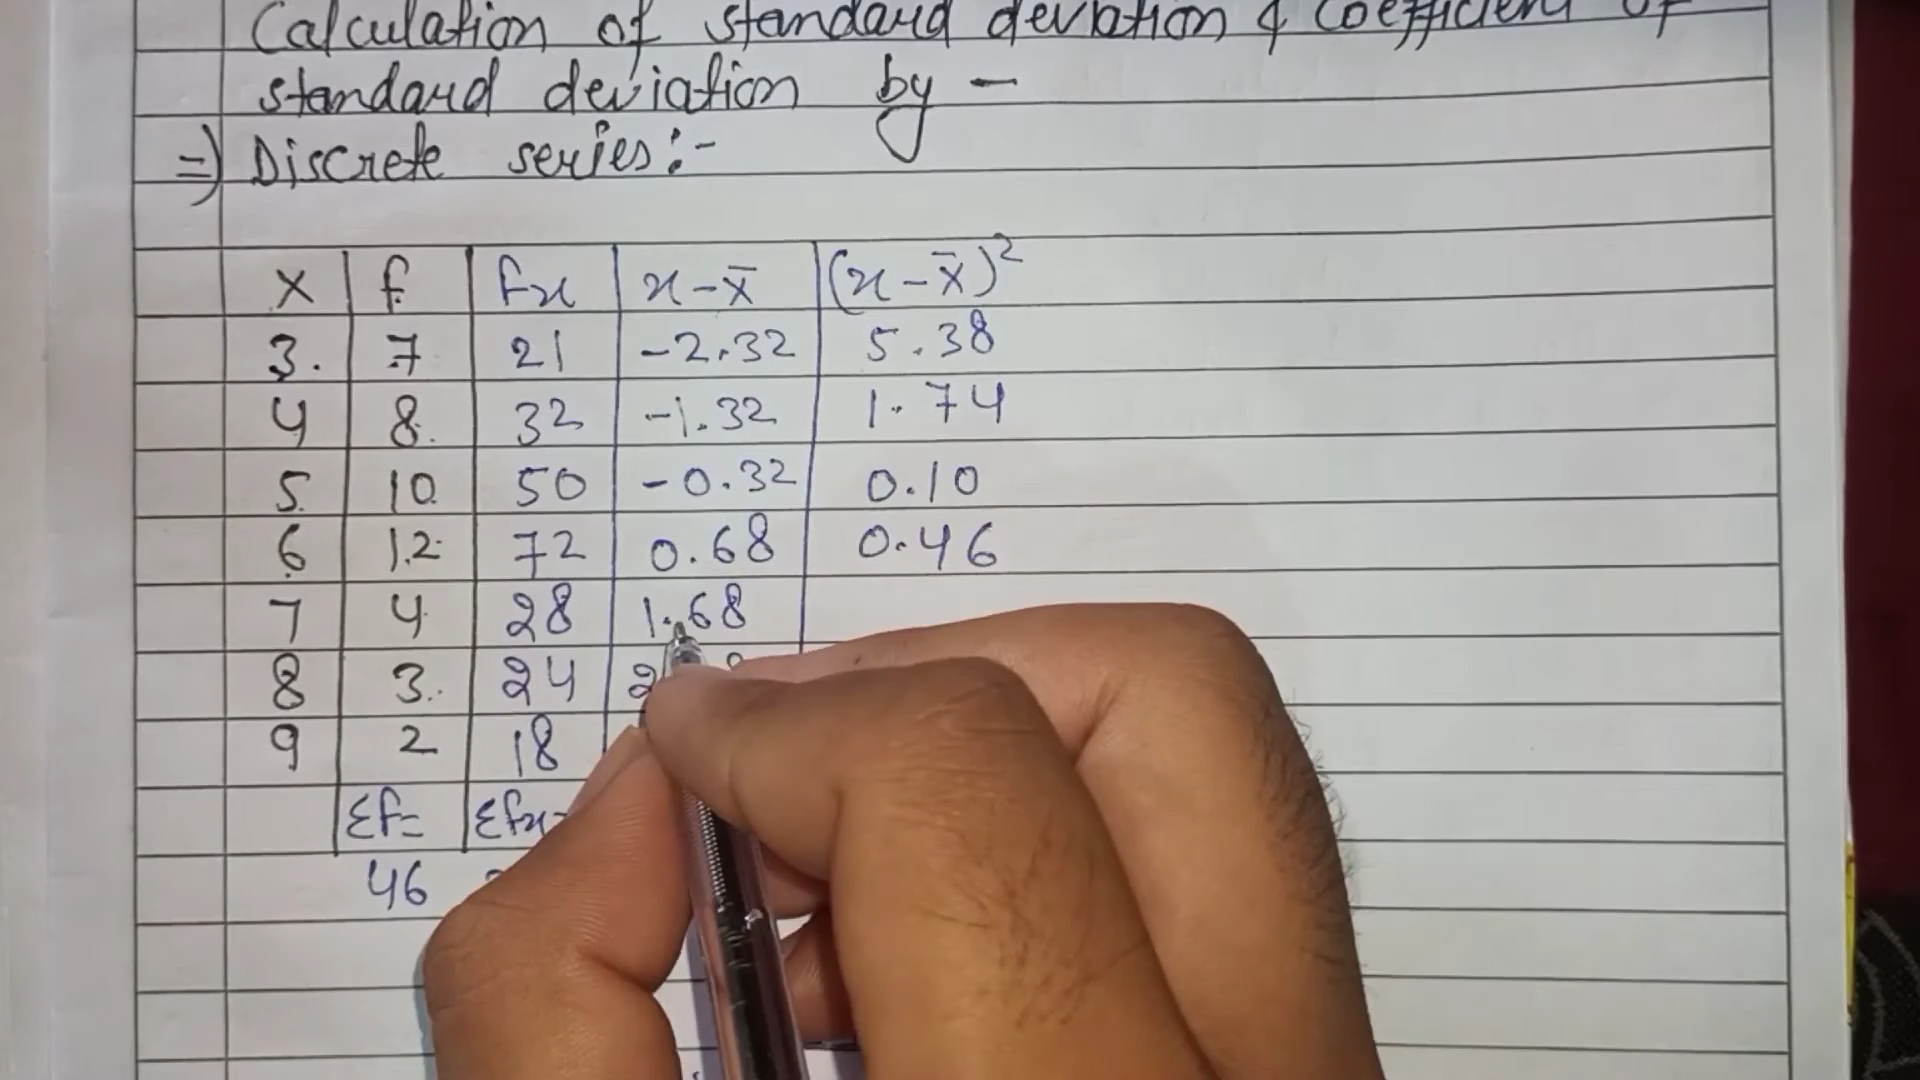 Calculation of standard deviation & Coefficient of
standard deviation by -
=) Discrete series:-
X f fx x-x̄ (x-x̄)²
3. 7 21 -2.32 5.38
4 8. 32 -1.32 1.74
5 10 50 -0.32 0.10
6 12 72 0.68 0.46
7 4 28 1.68
8 3. 24
9 2 18
Σf= Σfx=
46